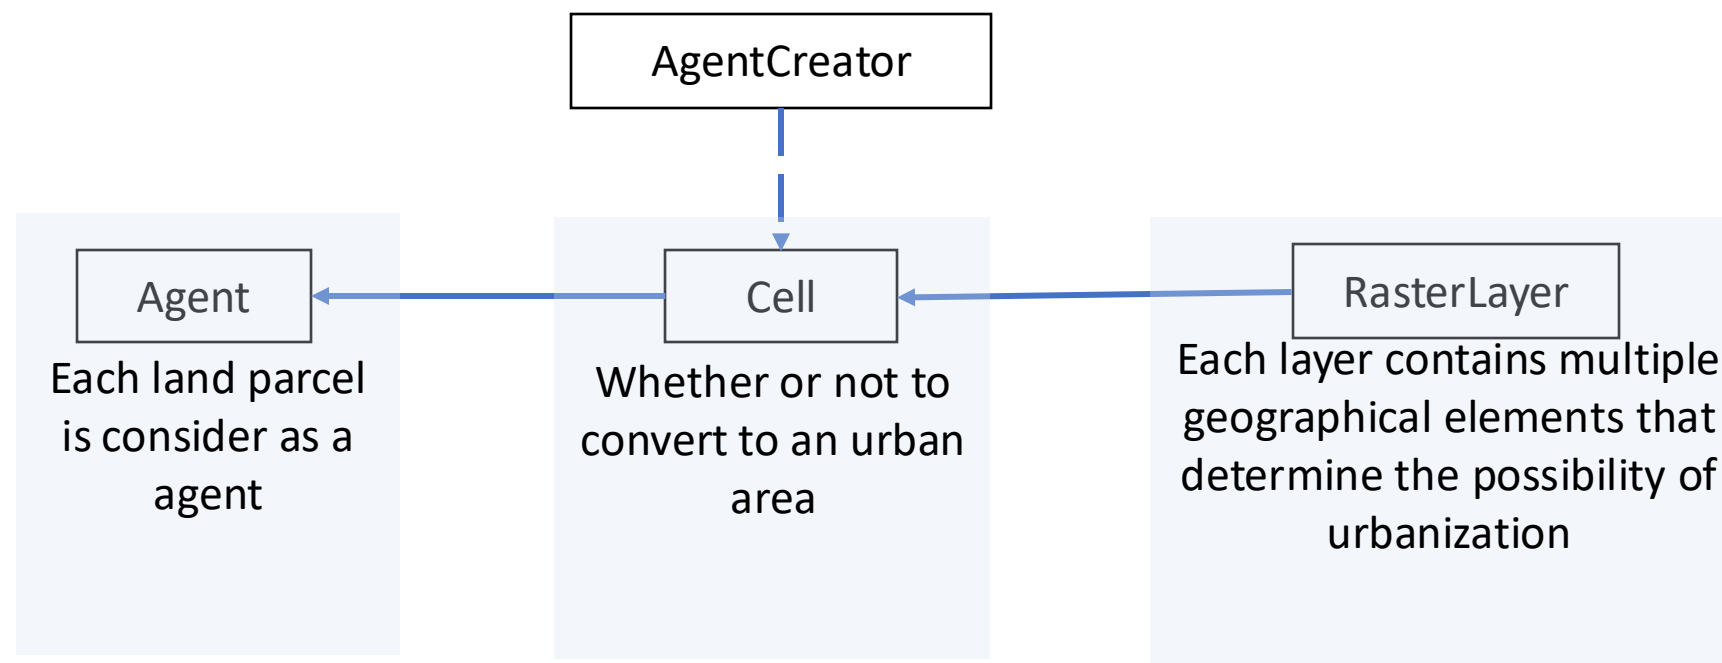 AgentCreator
Agent
Each land parcel
is consider as a
agent
Cell
Whether or not to
convert to an urban
area
RasterLayer
Each layer contains multiple
geographical elements that
determine the possibility of
urbanization